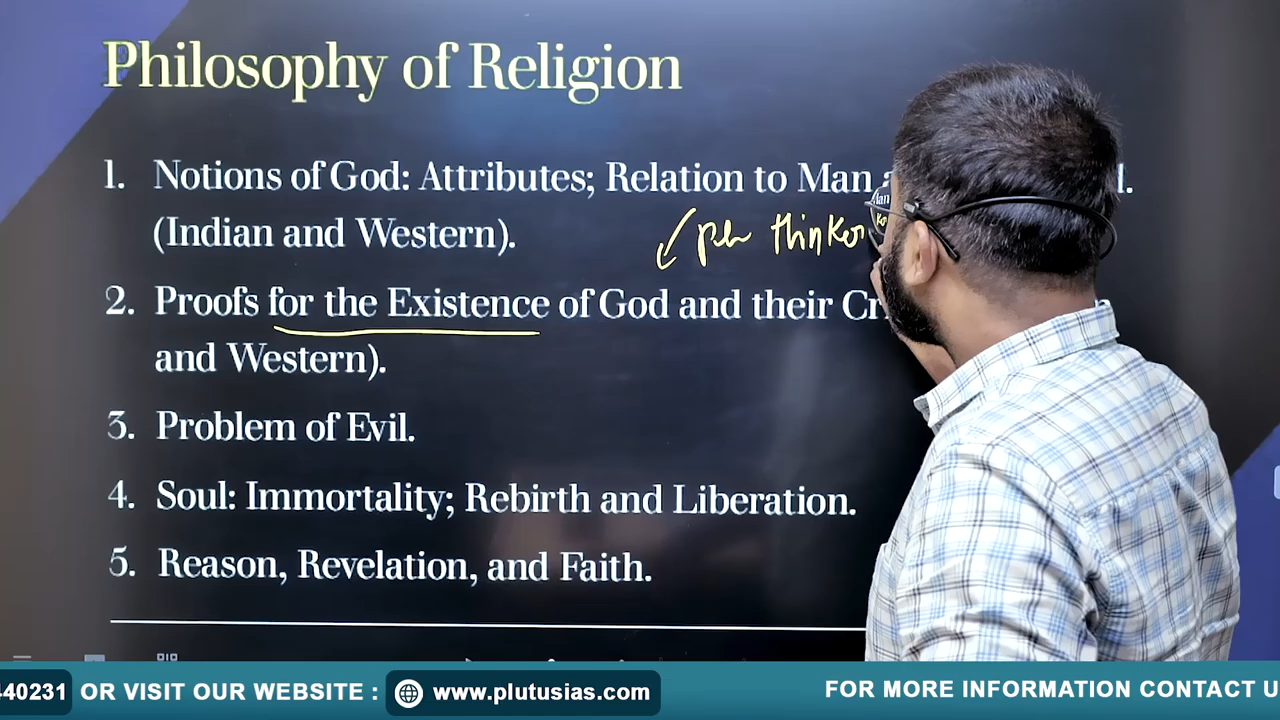 Philosophy of Religion
1. Notions of God: Attributes; Relation to Man
(Indian and Western).
thinker
2. Proofs for the Existence of God and their
and Western).
3. Problem of Evil.
4. Soul: Immortality; Rebirth and Liberation.
5. Reason, Revelation, and Faith.
440231 OR VISIT OUR WEBSITE : www.plutusias.com FOR MORE INFORMATION CONTACT U